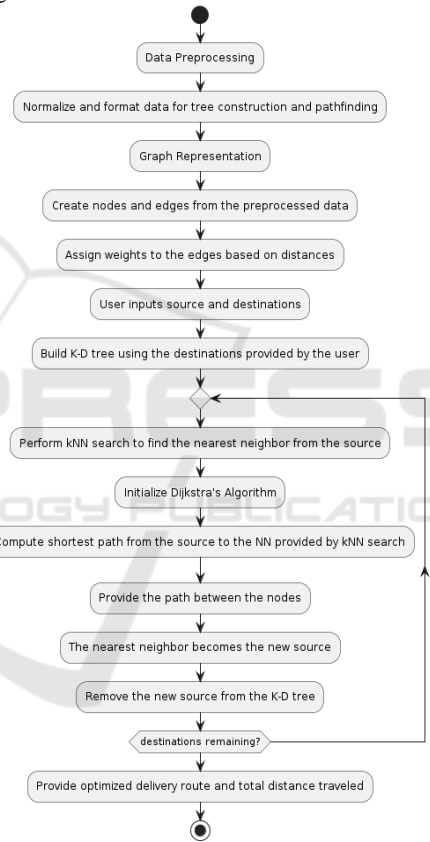 Data Preprocessing
Normalize and format data for tree construction and pathfinding
Graph Representation
Create nodes and edges from the preprocessed data
Assign weights to the edges based on distances
User inputs source and destinations
Build K-D tree using the destinations provided by the user
PRESS
Perform kNN search to find the nearest neighbor from the source
Initialize Dijkstra's Algorithm
OLOGY PUBLICATIO
Compute shortest path from the source to the NN provided by kNN search
Provide the path between the nodes
The nearest neighbor becomes the new source
Remove the new source from the K-D tree
destinations remaining?
Provide optimized delivery route and total distance traveled